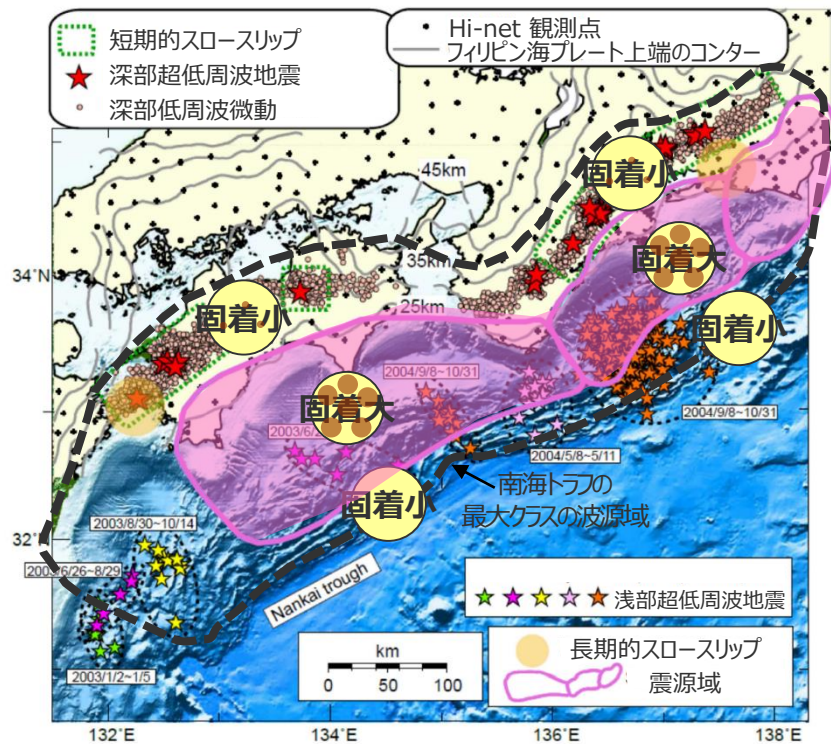 短期的スロースリップ
深部超低周波地震
深部低周波微動
Hi-net 観測点
フィリピン海プレート上端のコンター
45km
固着小
34°N
35km
固着大
25km
固着小
固着小
2004/9/8~10/31
固着大
2003/6/2
2004/9/8~10/31
2004/5/8~5/11
固着小
南海トラフの
最大クラスの波源域
32°
2003/8/30~10/14
2003/6/26~8/29
Nankai trough
2003/1/2~1/5
浅部超低周波地震
km
0 50 100
長期的スロースリップ
震源域
132°E 134°E 136°E 138°E